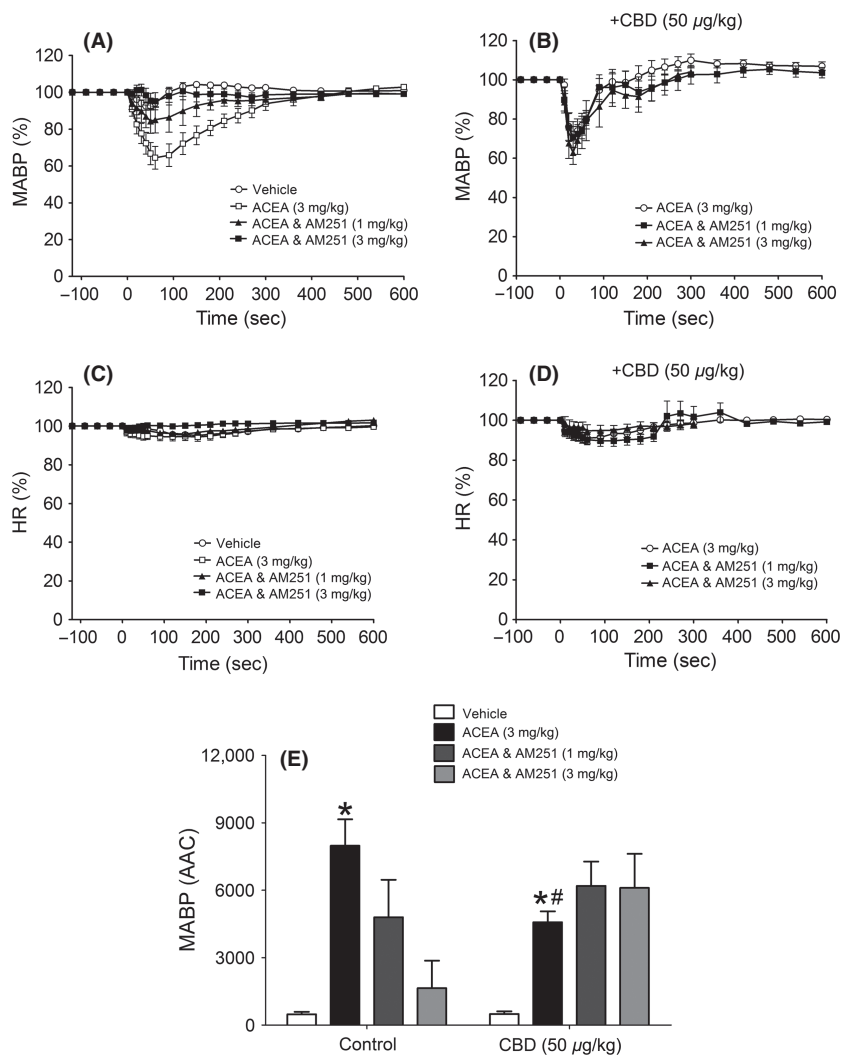 (A)
120
100
80
60
40
20
0
MABP (%)
Vehicle
ACEA (3 mg/kg)
ACEA & AM251 (1 mg/kg)
ACEA & AM251 (3 mg/kg)
–100 0 100 200 300 400 500 600
Time (sec)
+CBD (50 µg/kg)
(B)
120
100
80
60
40
20
0
MABP (%)
ACEA (3 mg/kg)
ACEA & AM251 (1 mg/kg)
ACEA & AM251 (3 mg/kg)
–100 0 100 200 300 400 500 600
Time (sec)
(C)
120
100
80
60
40
20
0
HR (%)
Vehicle
ACEA (3 mg/kg)
ACEA & AM251 (1 mg/kg)
ACEA & AM251 (3 mg/kg)
–100 0 100 200 300 400 500 600
Time (sec)
+CBD (50 µg/kg)
(D)
120
100
80
60
40
20
0
HR (%)
ACEA (3 mg/kg)
ACEA & AM251 (1 mg/kg)
ACEA & AM251 (3 mg/kg)
–100 0 100 200 300 400 500 600
Time (sec)
Vehicle
ACEA (3 mg/kg)
ACEA & AM251 (1 mg/kg)
ACEA & AM251 (3 mg/kg)
(E)
12,000
9000
6000
3000
0
MABP (AAC)
*
*#
Control CBD (50 µg/kg)